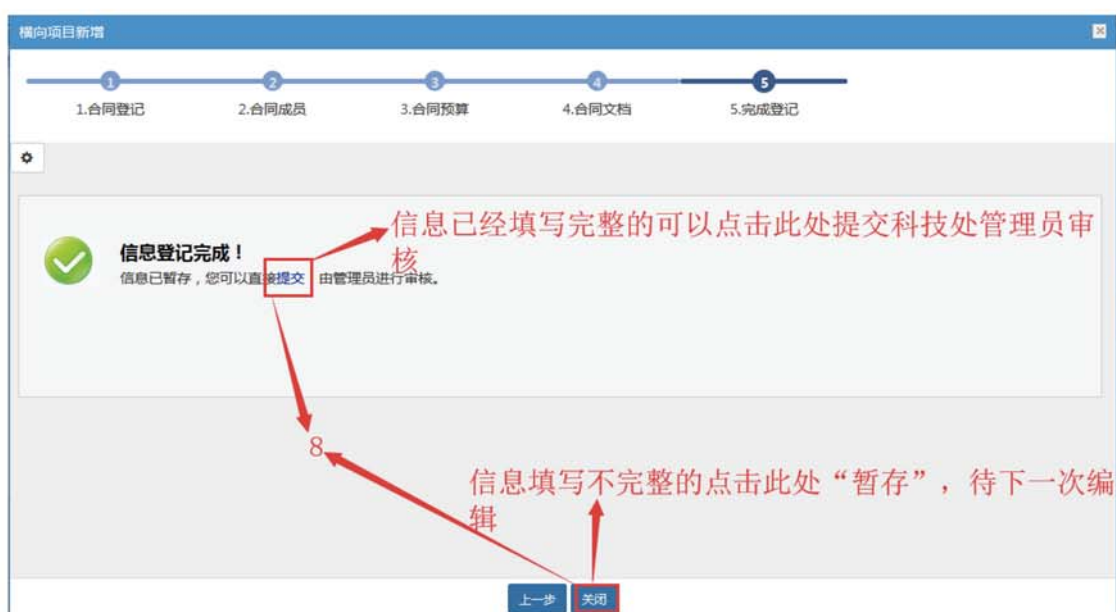 横向项目新增
1 2 3 4 5
1.合同登记 2.合同成员 3.合同预算 4.合同文档 5.完成登记
信息已经填写完整的可以点击此处提交科技处管理员审
核
信息登记完成！
信息已暂存，您可以直接提交 由管理员进行审核。
8
信息填写不完整的点击此处“暂存”，待下一次编
辑
上一步 关闭